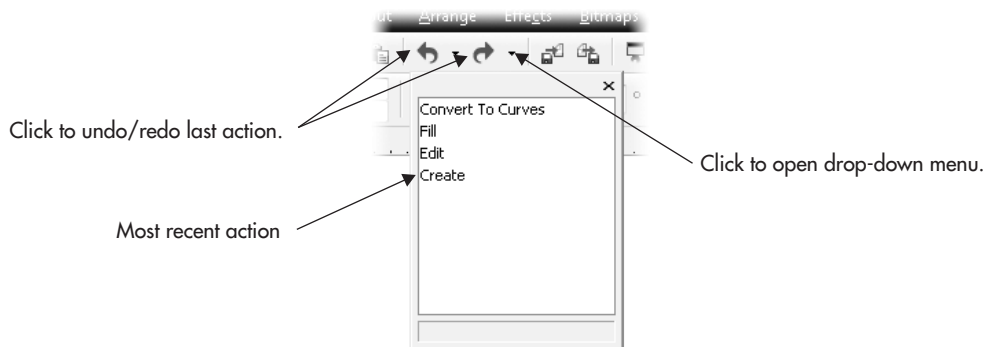 Arrange Effects Bitmaps
Convert To Curves
Fill
Edit
Create
Click to undo/redo last action.
Click to open drop-down menu.
Most recent action